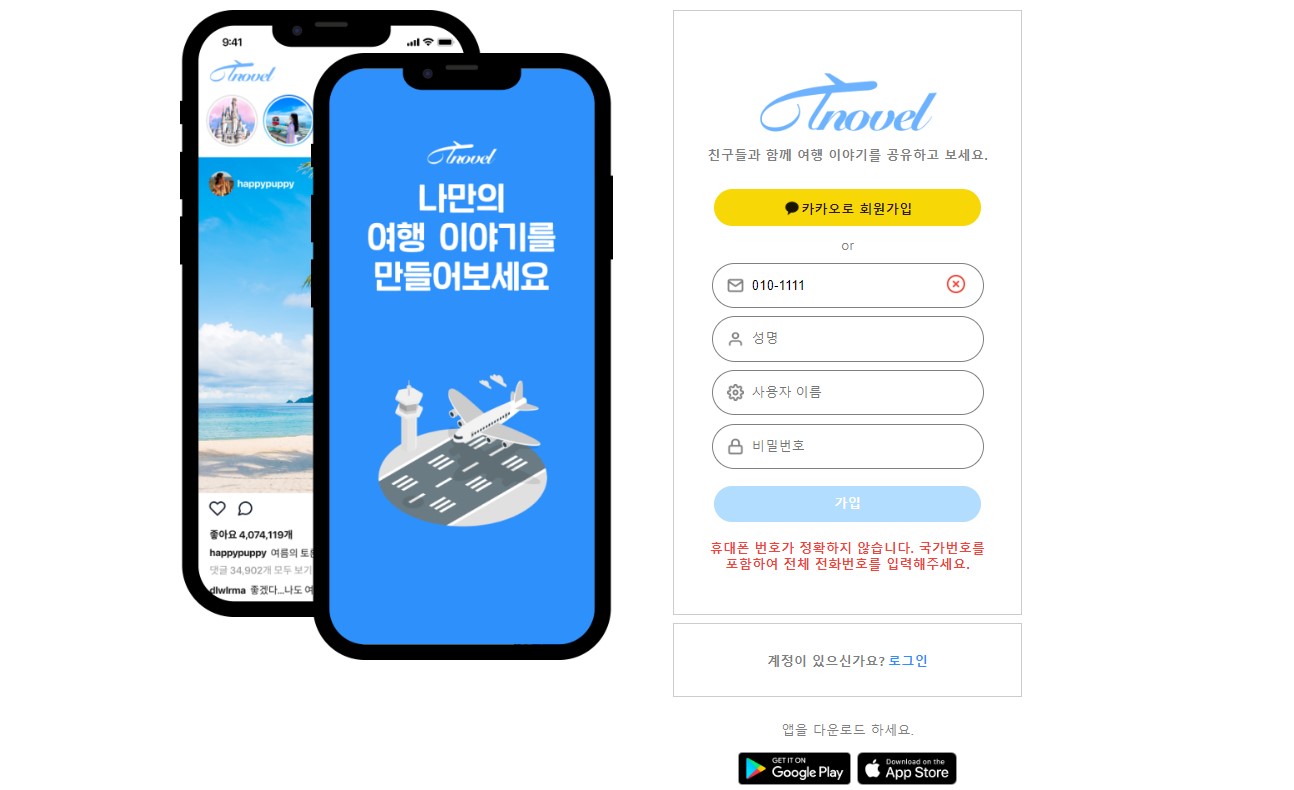 9:41
Tnovel
happypuppy
좋아요 4,074,119개
happypuppy 여름의 토
댓글 34,902개 모두 보기
dlwlrma 좋겠다...나도 여
Tnovel
나만의
여행 이야기를
만들어보세요
Tnovel
친구들과 함께 여행 이야기를 공유하고 보세요.
카카오로 회원가입
or
010-1111
성명
사용자 이름
비밀번호
가입
휴대폰 번호가 정확하지 않습니다. 국가번호를
포함하여 전체 전화번호를 입력해주세요.
계정이 있으신가요? 로그인
앱을 다운로드 하세요.
GET IT ON
Google Play
Download on the
App Store